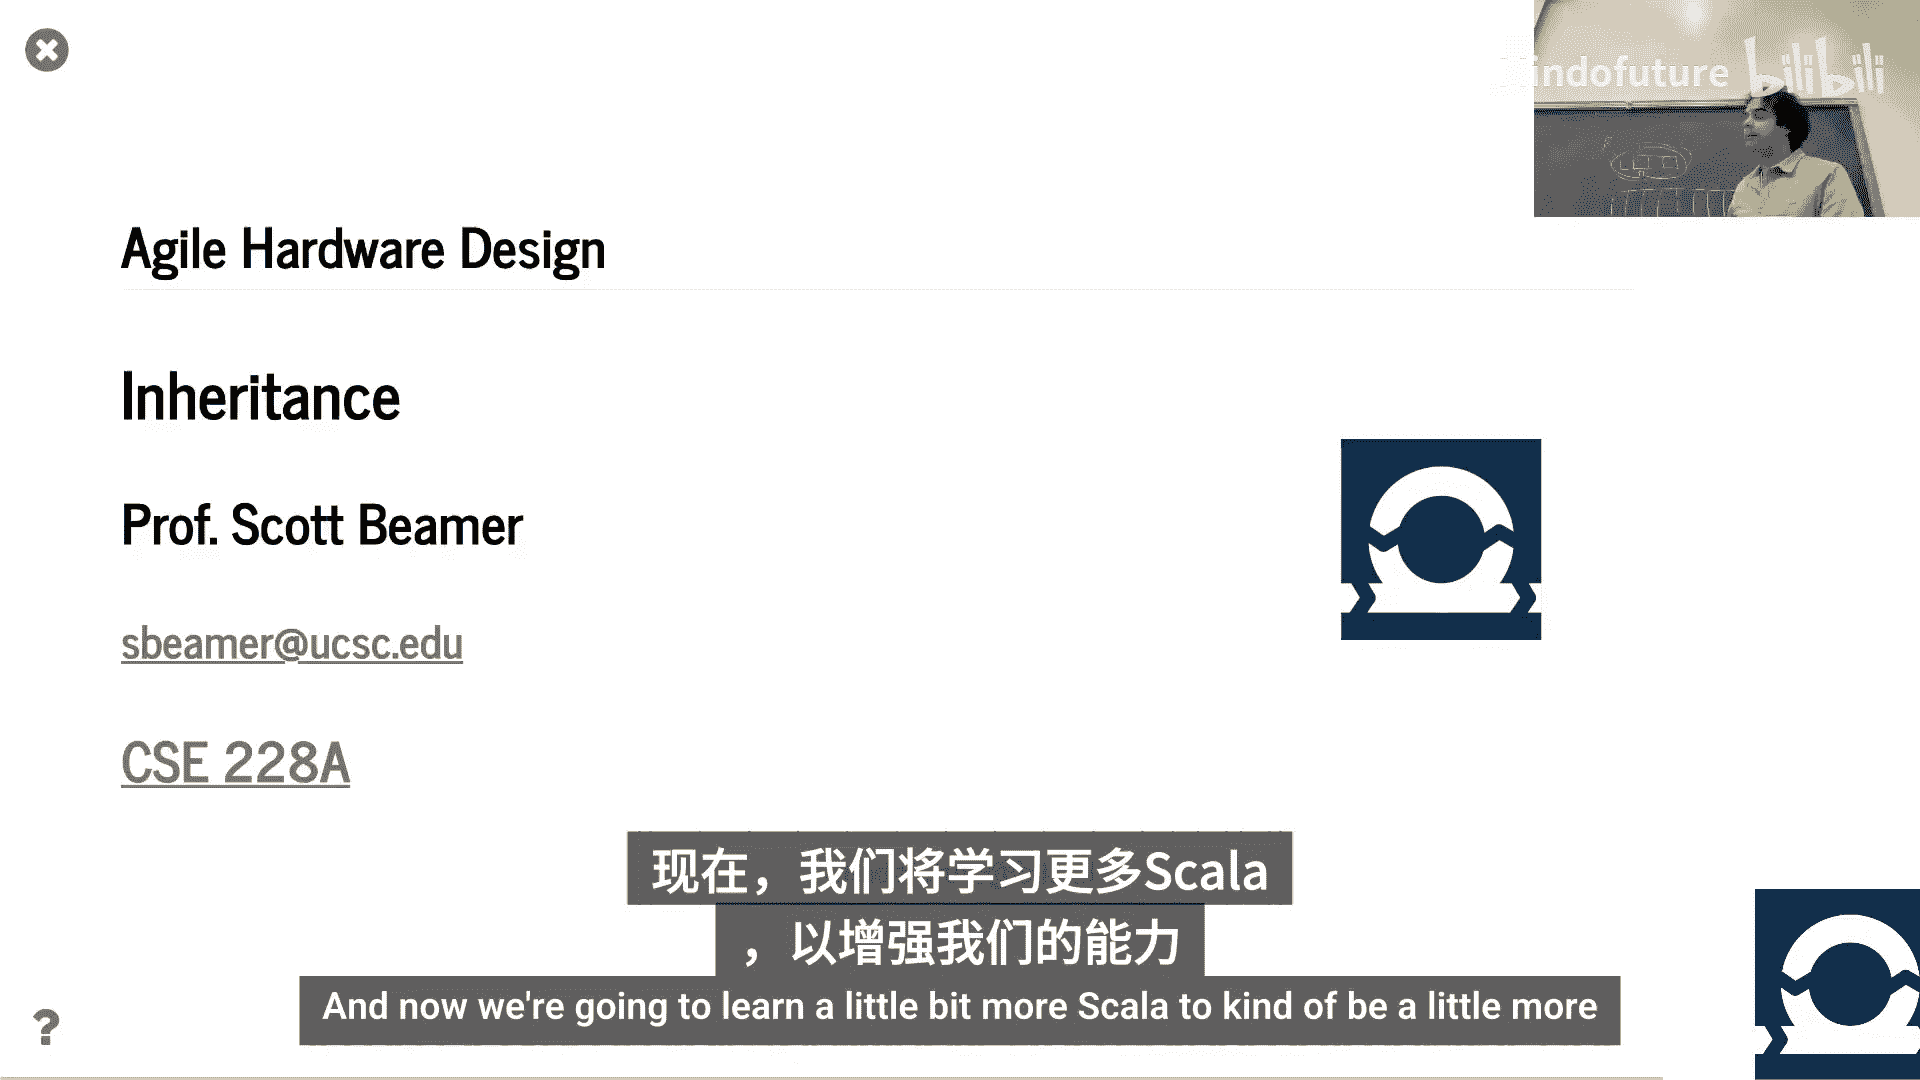 indofuture bilibili
Agile Hardware Design
Inheritance
Prof. Scott Beamer
sbeamer@ucsc.edu
CSE 228A
现在，我们将学习更多Scala
，以增强我们的能力
And now we're going to learn a little bit more Scala to kind of be a little more
?